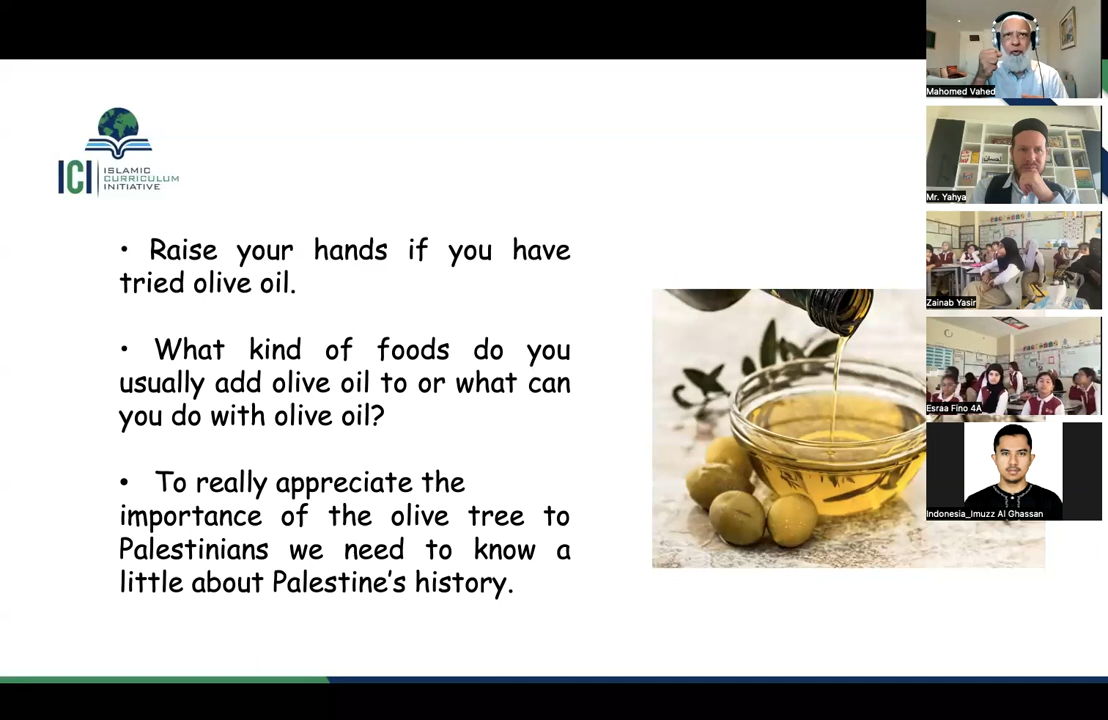 ICI
ISLAMIC
CURRICULUM
INITIATIVE
• Raise your hands if you have
tried olive oil.
• What kind of foods do you
usually add olive oil to or what can
you do with olive oil?
• To really appreciate the
importance of the olive tree to
Palestinians we need to know a
little about Palestine's history.
Mahomed Vahed
Mr. Yahya
Zainab Yasir
Esraa Fino 4A
Indonesia_Imuzz Al Ghassan